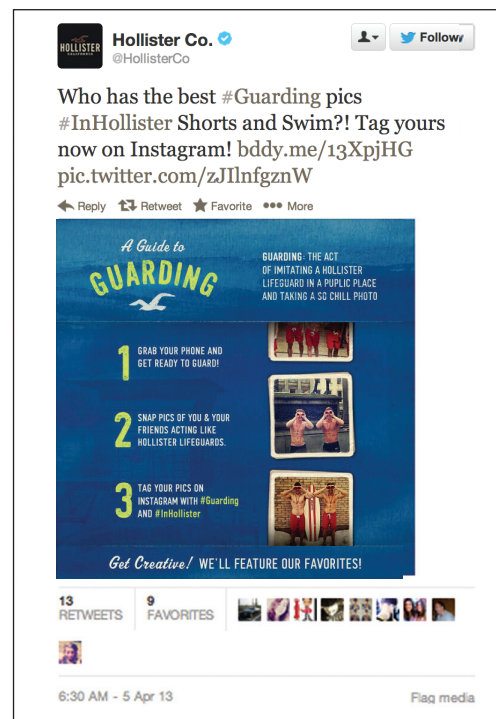 HOLLISTER
CALIFORNIA
Hollister Co.
@HollisterCo
Follow
Who has the best #Guarding pics
#InHollister Shorts and Swim?! Tag yours
now on Instagram! bddy.me/13XpjHG
pic.twitter.com/zJIlnfgznW
Reply Retweet Favorite More
A Guide to
GUARDING
GUARDING: THE ACT
OF IMITATING A HOLLISTER
LIFEGUARD IN A PUPLIC PLACE
AND TAKING A SO CHILL PHOTO
1 GRAB YOUR PHONE AND
GET READY TO GUARD!
2 SNAP PICS OF YOU & YOUR
FRIENDS ACTING LIKE
HOLLISTER LIFEGUARDS.
3 TAG YOUR PICS ON
INSTAGRAM WITH #Guarding
AND #InHollister
Get Creative! WE'LL FEATURE OUR FAVORITES!
13
RETWEETS
9
FAVORITES
6:30 AM - 5 Apr 13
Flag media